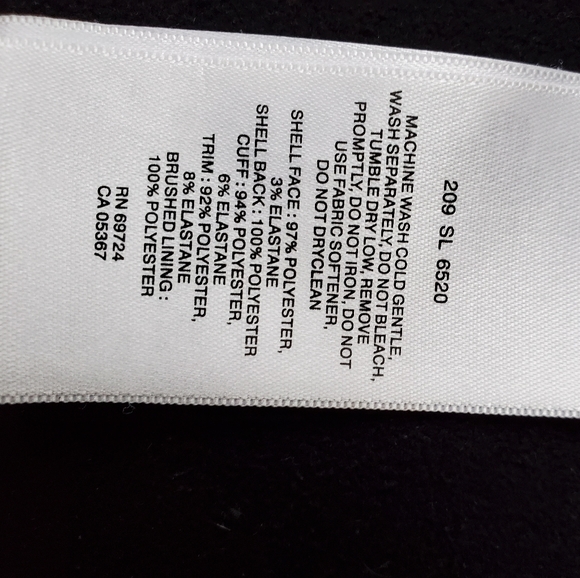 209 SL 6520
MACHINE WASH COLD GENTLE,
WASH SEPARATELY, DO NOT BLEACH,
TUMBLE DRY LOW, REMOVE
PROMPTLY, DO NOT IRON, DO NOT
USE FABRIC SOFTENER,
DO NOT DRYCLEAN
SHELL FACE : 97% POLYESTER,
3% ELASTANE
SHELL BACK : 100% POLYESTER
CUFF : 94% POLYESTER,
6% ELASTANE
TRIM : 92% POLYESTER,
8% ELASTANE
BRUSHED LINING :
100% POLYESTER
RN 69724
CA 05367